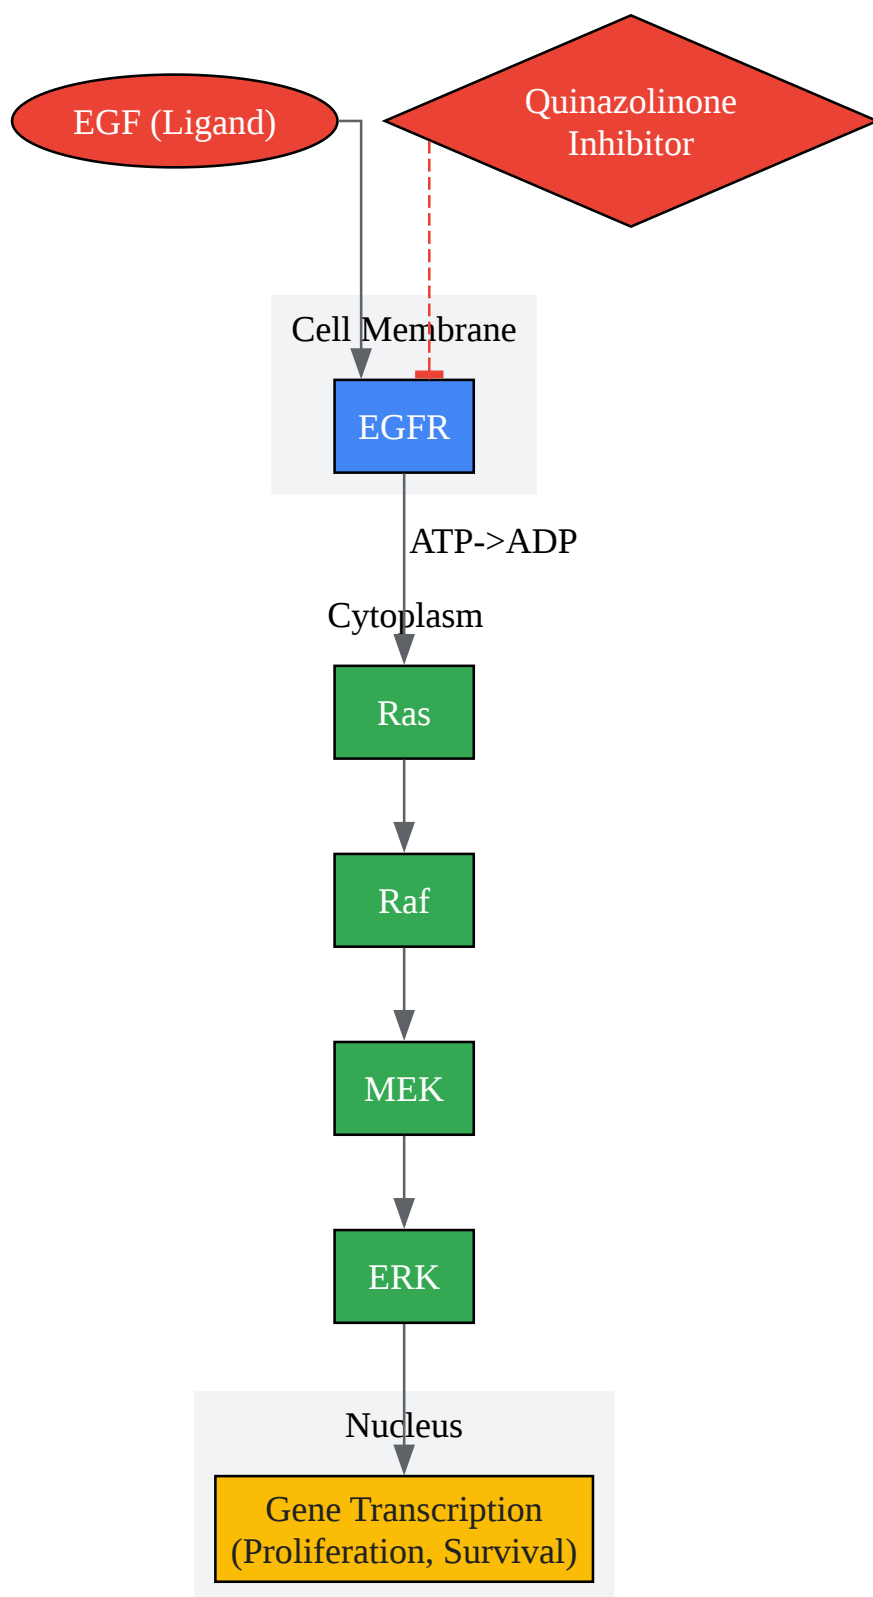 EGF (Ligand)
Quinazolinone
Inhibitor
Cell Membrane
EGFR
ATP->ADP
Cytoplasm
Ras
Raf
MEK
ERK
Nucleus
Gene Transcription
(Proliferation, Survival)